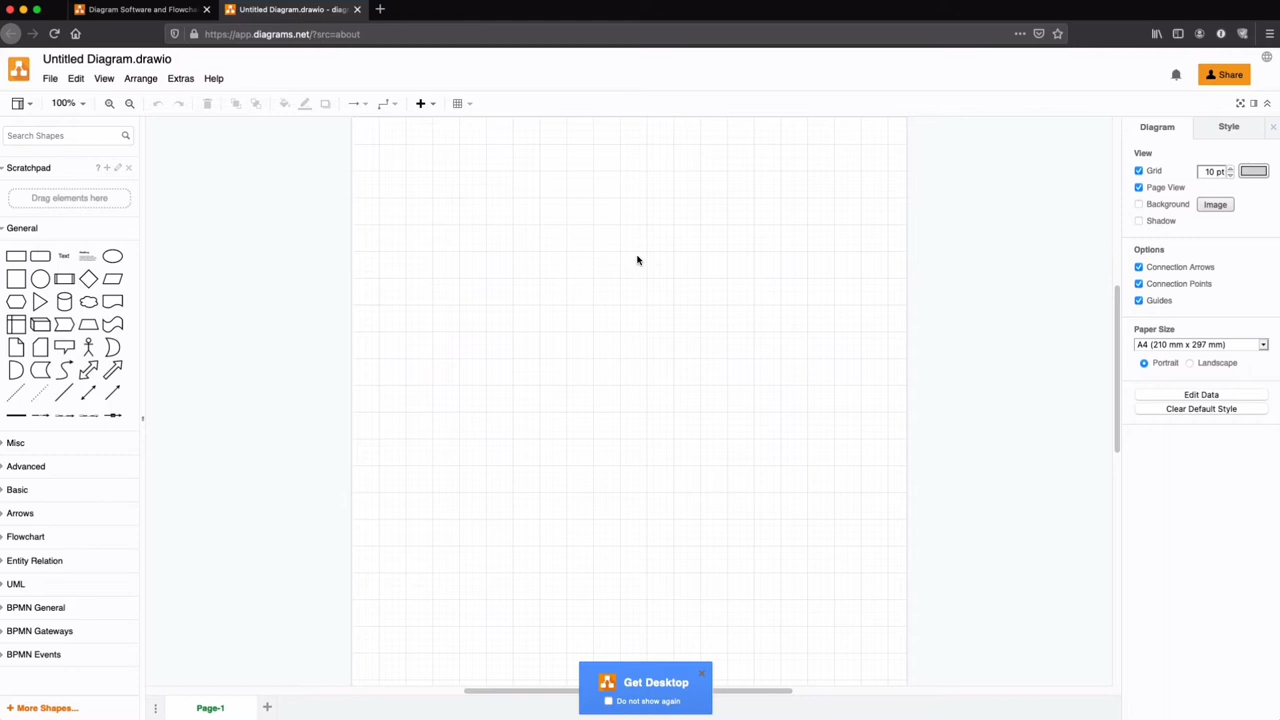 Diagram Software and Flowcha
Untitled Diagram.drawio - diag
https://app.diagrams.net/?src=about
Untitled Diagram.drawio
File Edit View Arrange Extras Help
Share
100%
Search Shapes
Scratchpad
?
Drag elements here
General
Text
Misc
Advanced
Basic
Arrows
Flowchart
Entity Relation
UML
BPMN General
BPMN Gateways
BPMN Events
+ More Shapes...
Page-1
Get Desktop
Do not show again
Diagram Style
View
Grid 10 pt
Page View
Background Image
Shadow
Options
Connection Arrows
Connection Points
Guides
Paper Size
A4 (210 mm x 297 mm)
Portrait Landscape
Edit Data
Clear Default Style